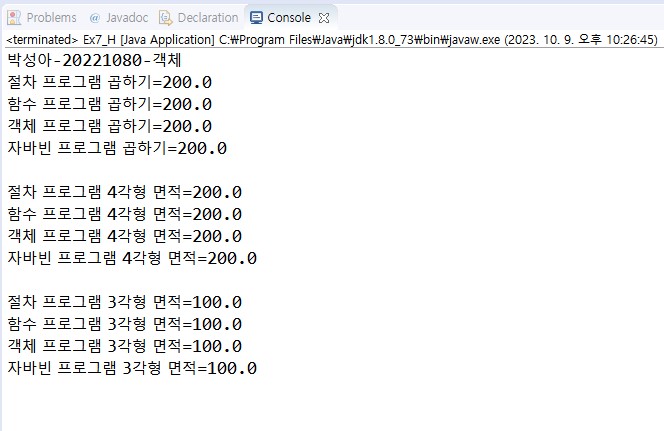 Problems @ Javadoc Declaration Console
<terminated> Ex7_H [Java Application] C:₩Program Files₩Java₩jdk1.8.0_73₩bin₩javaw.exe (2023. 10. 9. 오후 10:26:45)
박성아-20221080-객체
절차 프로그램 곱하기=200.0
함수 프로그램 곱하기=200.0
객체 프로그램 곱하기=200.0
자바빈 프로그램 곱하기=200.0
절차 프로그램 4각형 면적=200.0
함수 프로그램 4각형 면적=200.0
객체 프로그램 4각형 면적=200.0
자바빈 프로그램 4각형 면적=200.0
절차 프로그램 3각형 면적=100.0
함수 프로그램 3각형 면적=100.0
객체 프로그램 3각형 면적=100.0
자바빈 프로그램 3각형 면적=100.0